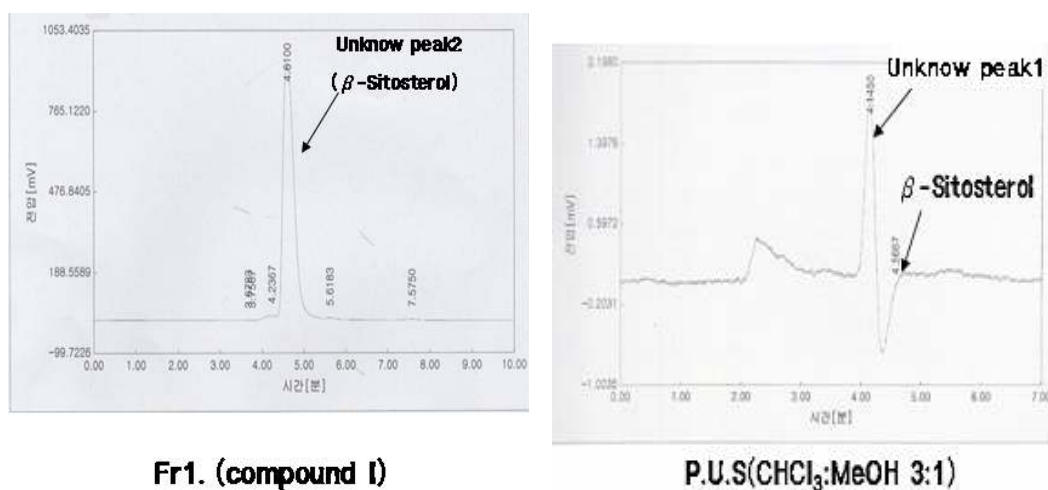 1053.4035
765.1220
476.8405
188.5589
-99.7226
전압[mV]
Unknow peak2
(β-Sitosterol)
4.6100
4.2367
5.6183
7.5750
0.00 1.00 2.00 3.00 4.00 5.00 6.00 7.00 8.00 9.00 10.00
시간[분]
Fr1. (compound I)
Unknow peak1
β-Sitosterol
4.1450
4.5667
전압[mV]
1.3976
0.5972
-0.2031
0.00 1.00 2.00 3.00 4.00 5.00 6.00 7.00
시간[분]
P.U.S(CHCl₃:MeOH 3:1)